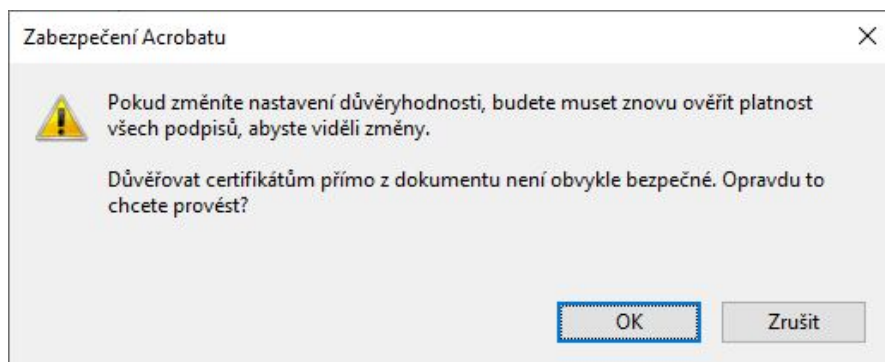 Zabezpečení Acrobatu
Pokud změníte nastavení důvěryhodnosti, budete muset znovu ověřit platnost
všech podpisů, abyste viděli změny.
Důvěřovat certifikátům přímo z dokumentu není obvykle bezpečné. Opravdu to
chcete provést?
OK
Zrušit